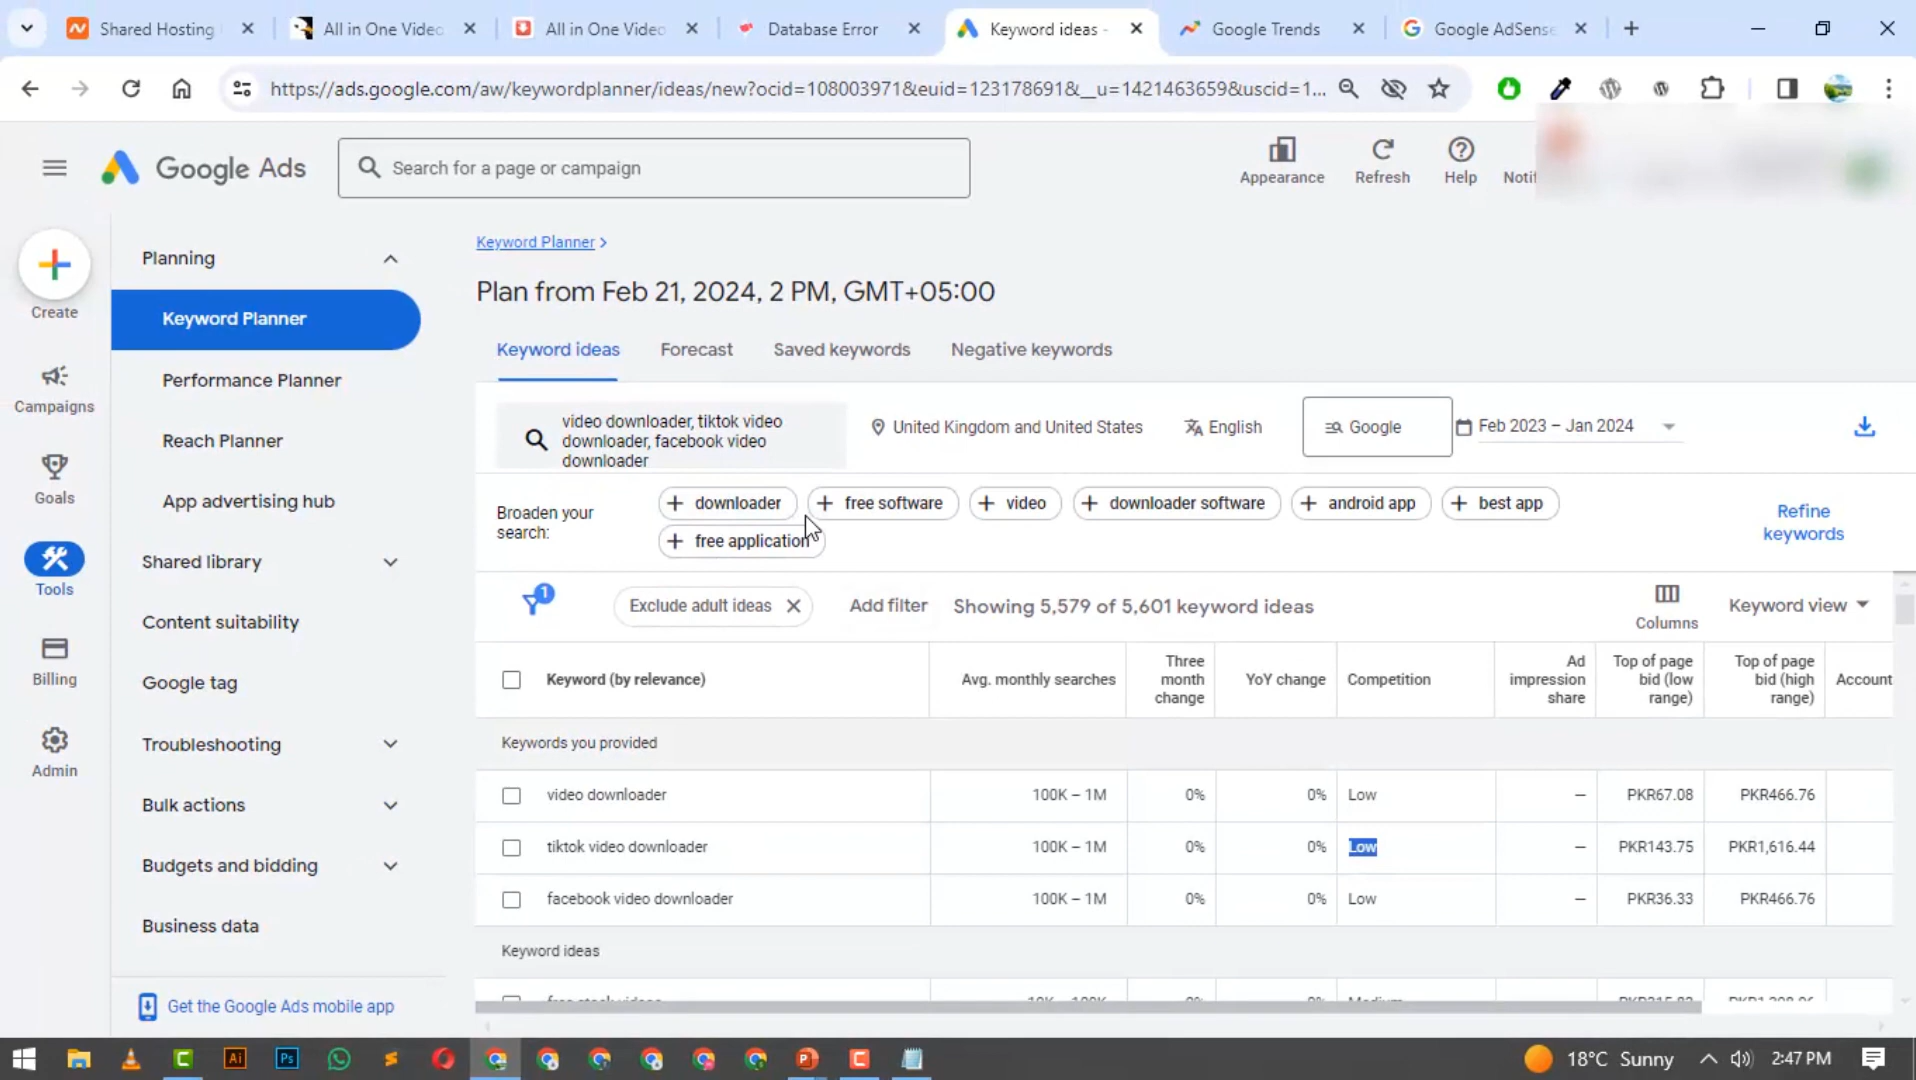 Shared Hosting
All in One Video
All in One Video
Database Error
Keyword ideas -
Google Trends
Google AdSense
https://ads.google.com/aw/keywordplanner/ideas/new?ocid=108003971&euid=123178691&__u=1421463659&uscid=1...
Google Ads
Search for a page or campaign
Appearance
Refresh
Help
Notif
Create
Campaigns
Goals
Tools
Billing
Admin
Planning
Keyword Planner
Performance Planner
Reach Planner
App advertising hub
Shared library
Content suitability
Google tag
Troubleshooting
Bulk actions
Budgets and bidding
Business data
Get the Google Ads mobile app
Keyword Planner >
Plan from Feb 21, 2024, 2 PM, GMT+05:00
Keyword ideas Forecast Saved keywords Negative keywords
video downloader, tiktok video
downloader, facebook video
downloader
United Kingdom and United States
English
Google
Feb 2023 – Jan 2024
Broaden your
search:
+ downloader
+ free software
+ video
+ downloader software
+ android app
+ best app
+ free application
Refine
keywords
1
Exclude adult ideas
Add filter
Showing 5,579 of 5,601 keyword ideas
Columns
Keyword view
Keyword (by relevance)
Avg. monthly searches
Three
month
change
YoY change
Competition
Ad
impression
share
Top of page
bid (low
range)
Top of page
bid (high
range)
Account
Keywords you provided
video downloader 100K – 1M 0% 0% Low — PKR67.08 PKR466.76
tiktok video downloader 100K – 1M 0% 0% Low — PKR143.75 PKR1,616.44
facebook video downloader 100K – 1M 0% 0% Low — PKR36.33 PKR466.76
Keyword ideas
18°C Sunny
2:47 PM